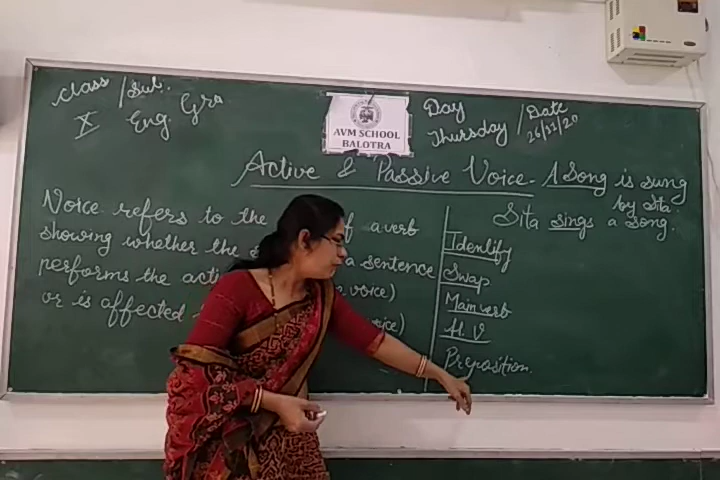 Class / Sub.
X Eng. Gra
AVM SCHOOL
BALOTRA
Day / Date
Thursday 26/11/20
Active & Passive Voice - A Song is sung
by Sita.
Sita sings a song.
Voice refers to the f a verb
showing whether the a sentence
performs the acti voice)
or is affected voice)
Identify
Swap
Main verb
H. V
Preposition.